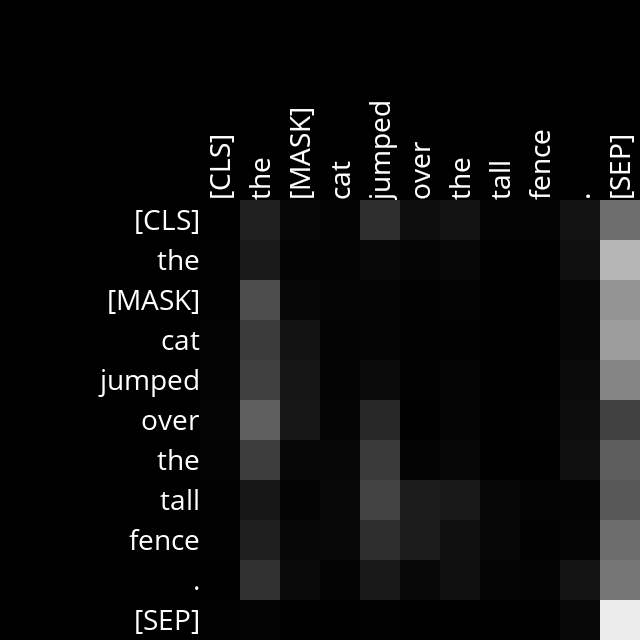 [CLS] the [MASK] cat jumped over the tall fence . [SEP]
[CLS]
the
[MASK]
cat
jumped
over
the
tall
fence
.
[SEP]